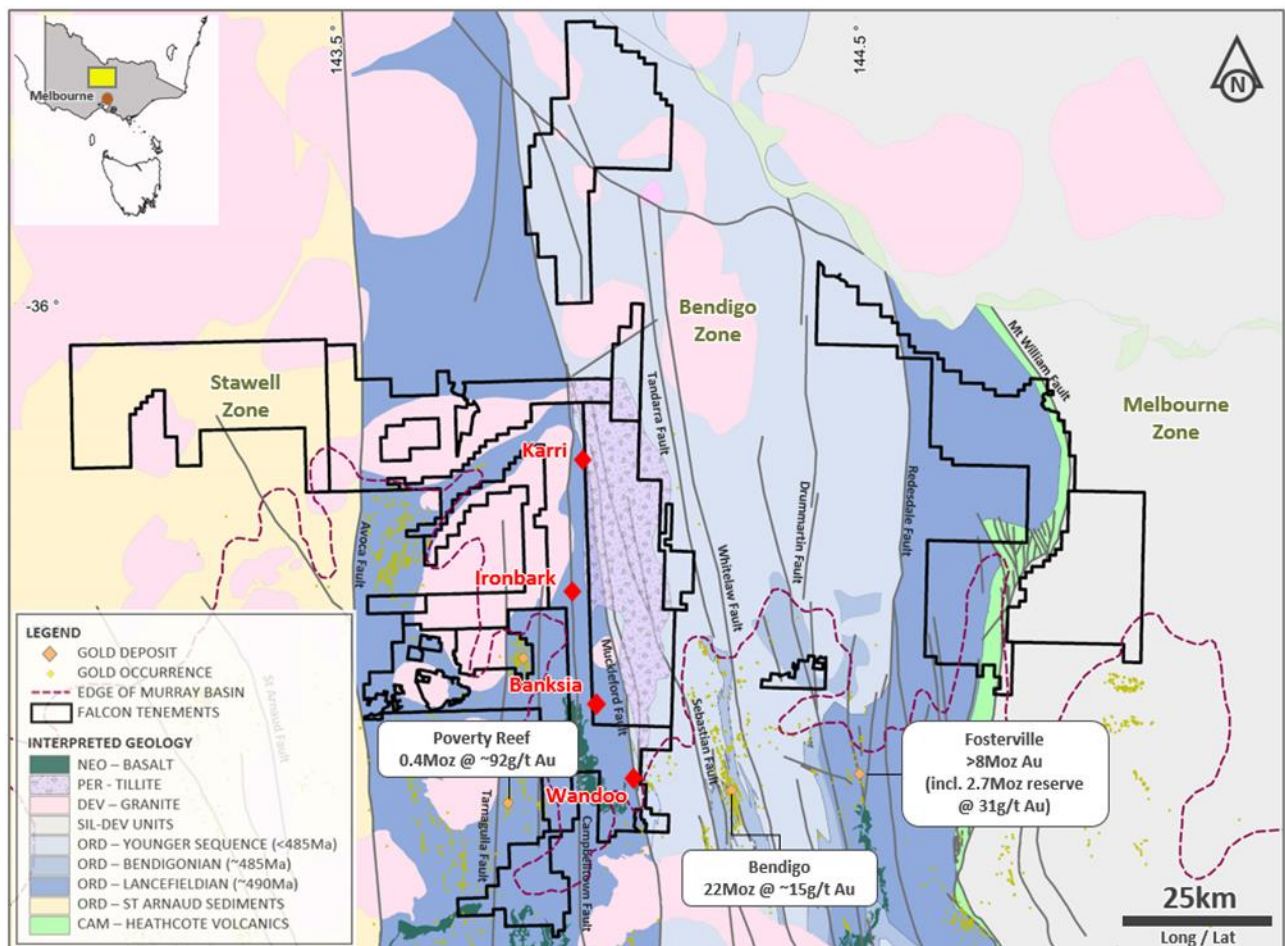 Melbourne
143.5°
144.5°
N
-36 °
Bendigo
Zone
Stawell
Zone
Melbourne
Zone
Mt William Fault
Tandarra Fault
Karri
Redesdale Fault
Drummartin Fault
Avoca Fault
Whitelaw Fault
Ironbark
Muckleford Fault
Banksia
St Arnaud Fault
Sebastian Fault
Poverty Reef
0.4Moz @ ~92g/t Au
Fosterville
>8Moz Au
(incl. 2.7Moz reserve
@ 31g/t Au)
Wandoo
Tarnagulla Fault
Campbelltown Fault
Bendigo
22Moz @ ~15g/t Au
LEGEND
GOLD DEPOSIT
GOLD OCCURRENCE
EDGE OF MURRAY BASIN
FALCON TENEMENTS
INTERPRETED GEOLOGY
NEO – BASALT
PER - TILLITE
DEV – GRANITE
SIL-DEV UNITS
ORD – YOUNGER SEQUENCE (<485Ma)
ORD – BENDIGONIAN (~485Ma)
ORD – LANCEFIELDIAN (~490Ma)
ORD – ST ARNAUD SEDIMENTS
CAM – HEATHCOTE VOLCANICS
25km
Long / Lat